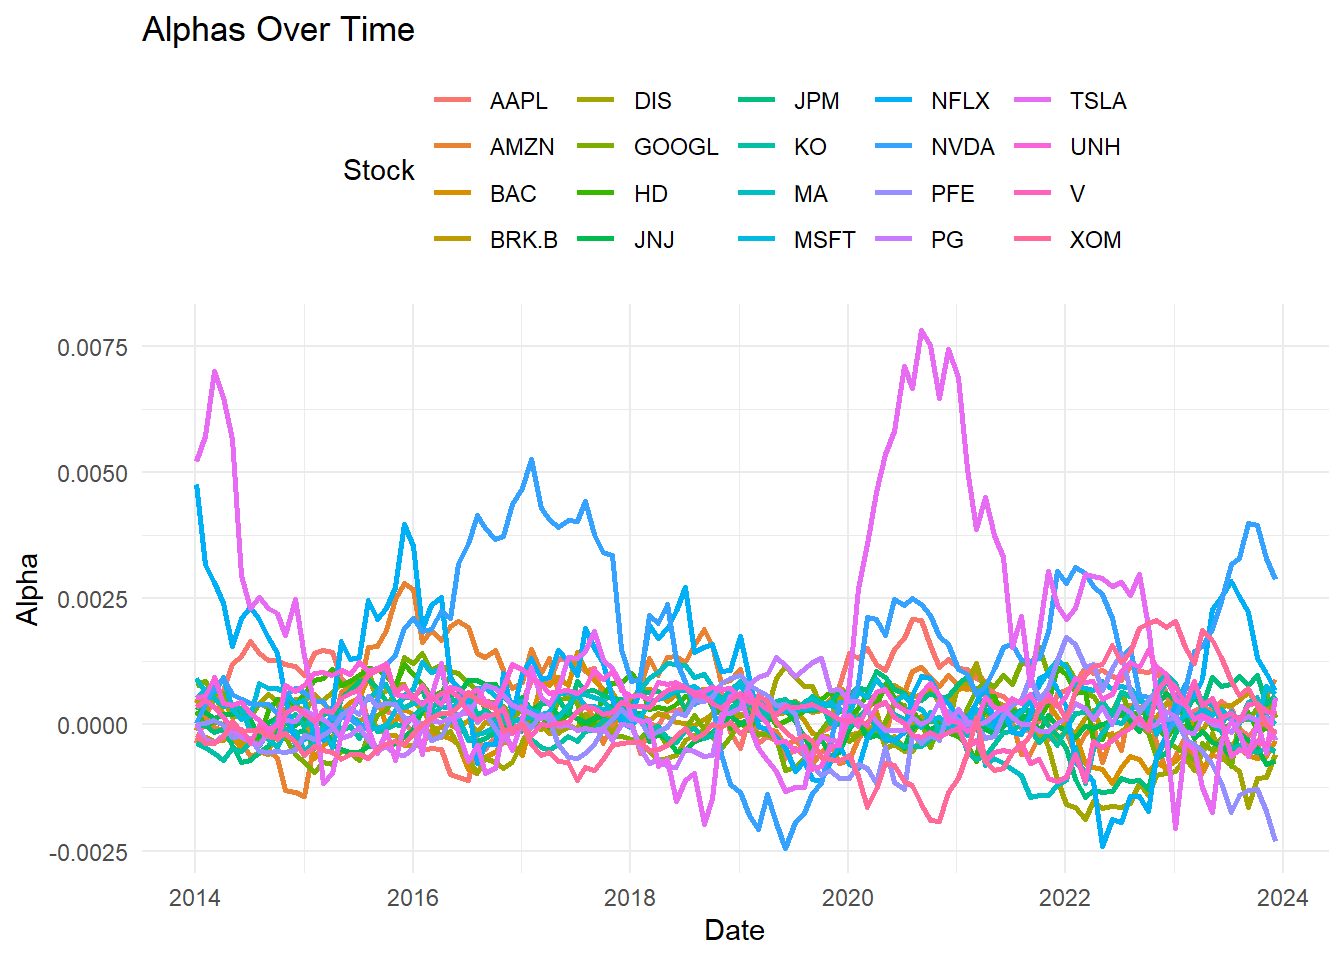 Alphas Over Time
Stock
AAPL DIS JPM NFLX TSLA
AMZN GOOGL KO NVDA UNH
BAC HD MA PFE V
BRK.B JNJ MSFT PG XOM
Alpha
0.0075
0.0050
0.0025
0.0000
-0.0025
2014 2016 2018 2020 2022 2024
Date